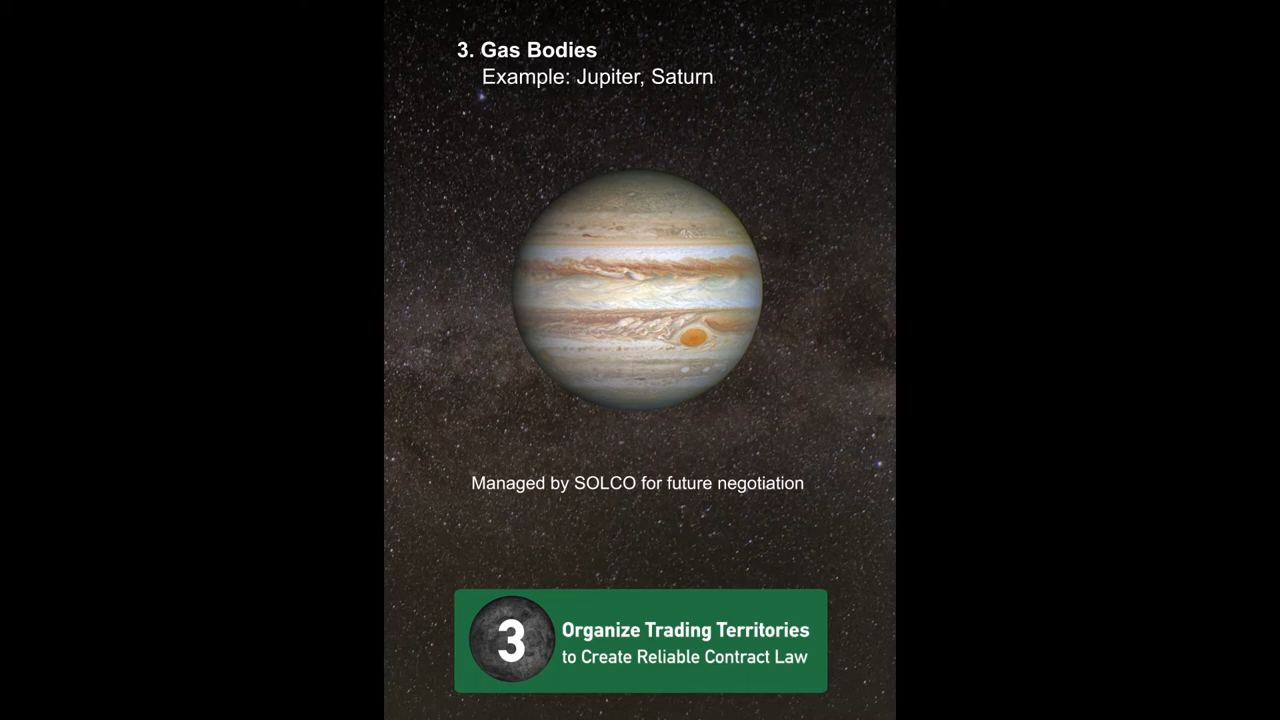 3. Gas Bodies
Example: Jupiter, Saturn
Managed by SOLCO for future negotiation
3
Organize Trading Territories
to Create Reliable Contract Law